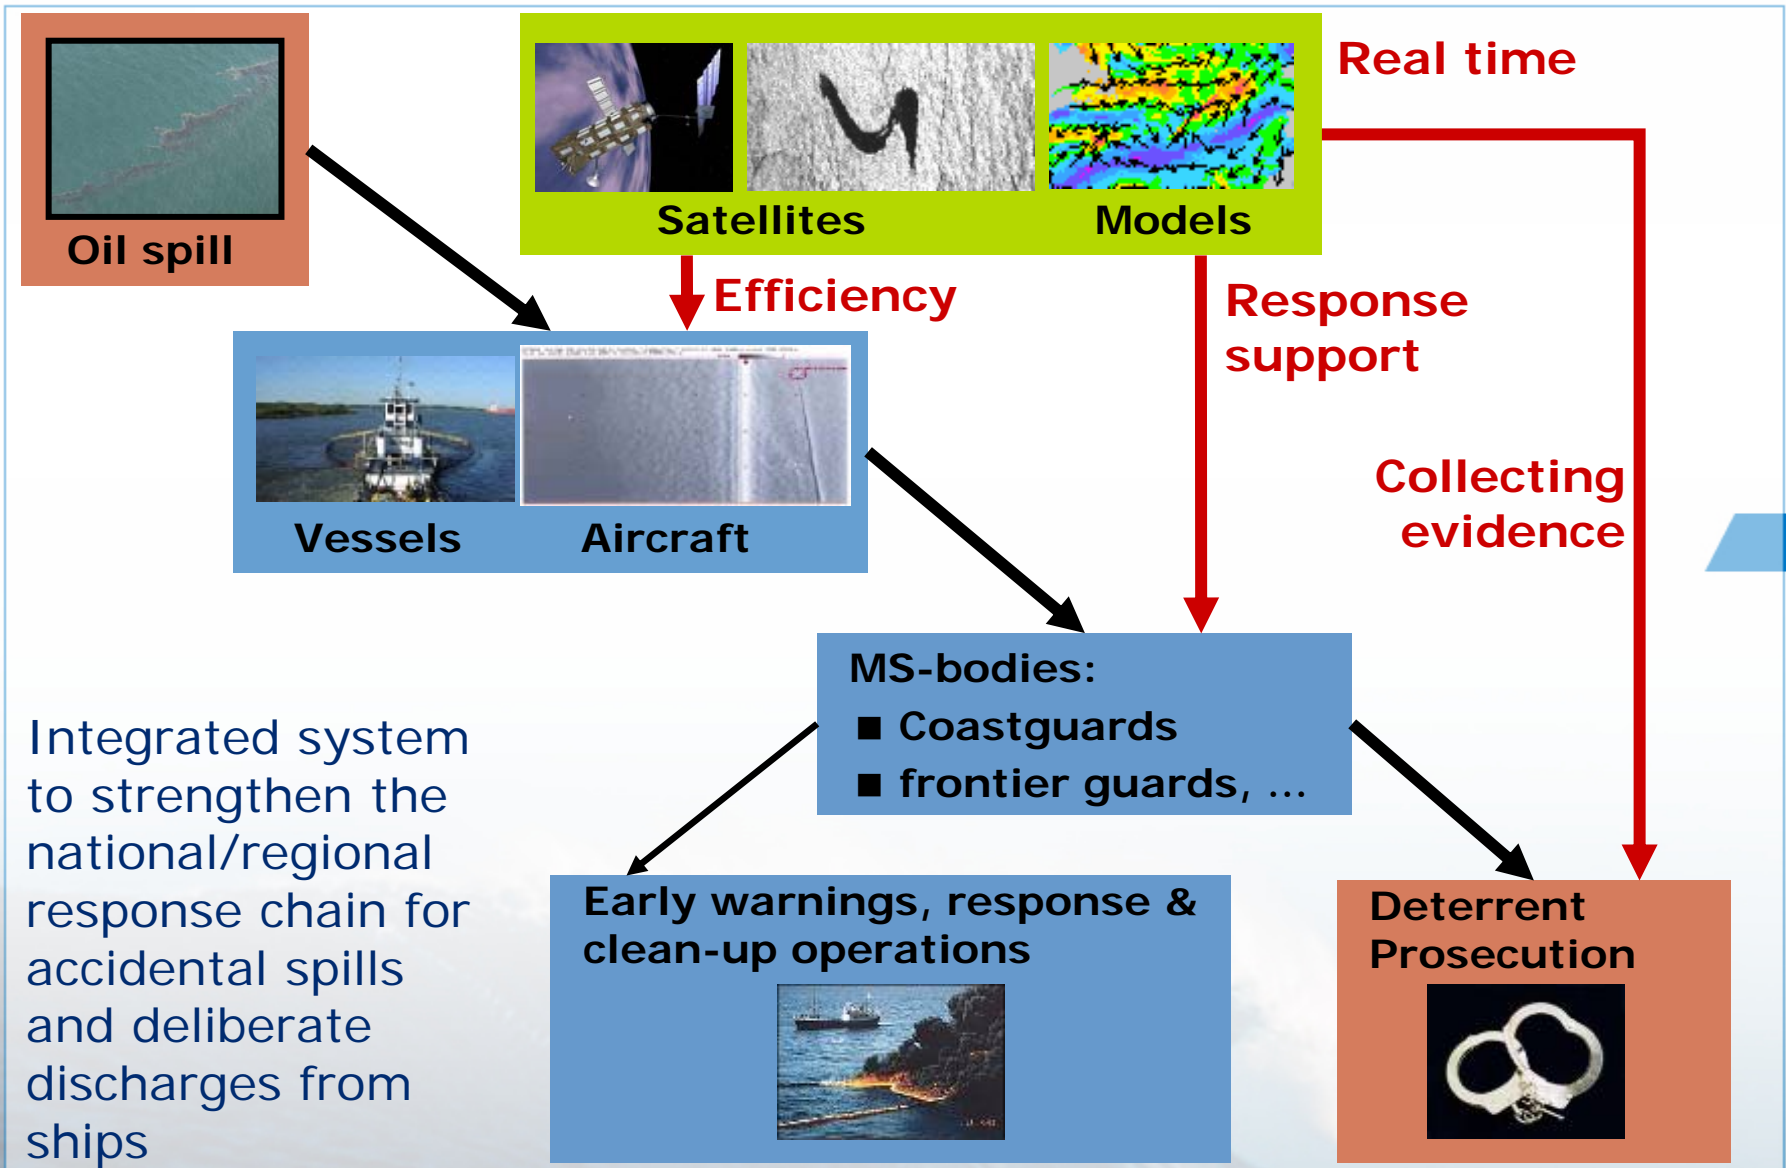 Real time
Oil spill
Satellites
Models
Efficiency
Response
support
Vessels
Aircraft
Collecting
evidence
MS-bodies:
■ Coastguards
■ frontier guards, ...
Integrated system
to strengthen the
national/regional
response chain for
accidental spills
and deliberate
discharges from
ships
Early warnings, response &
clean-up operations
Deterrent
Prosecution